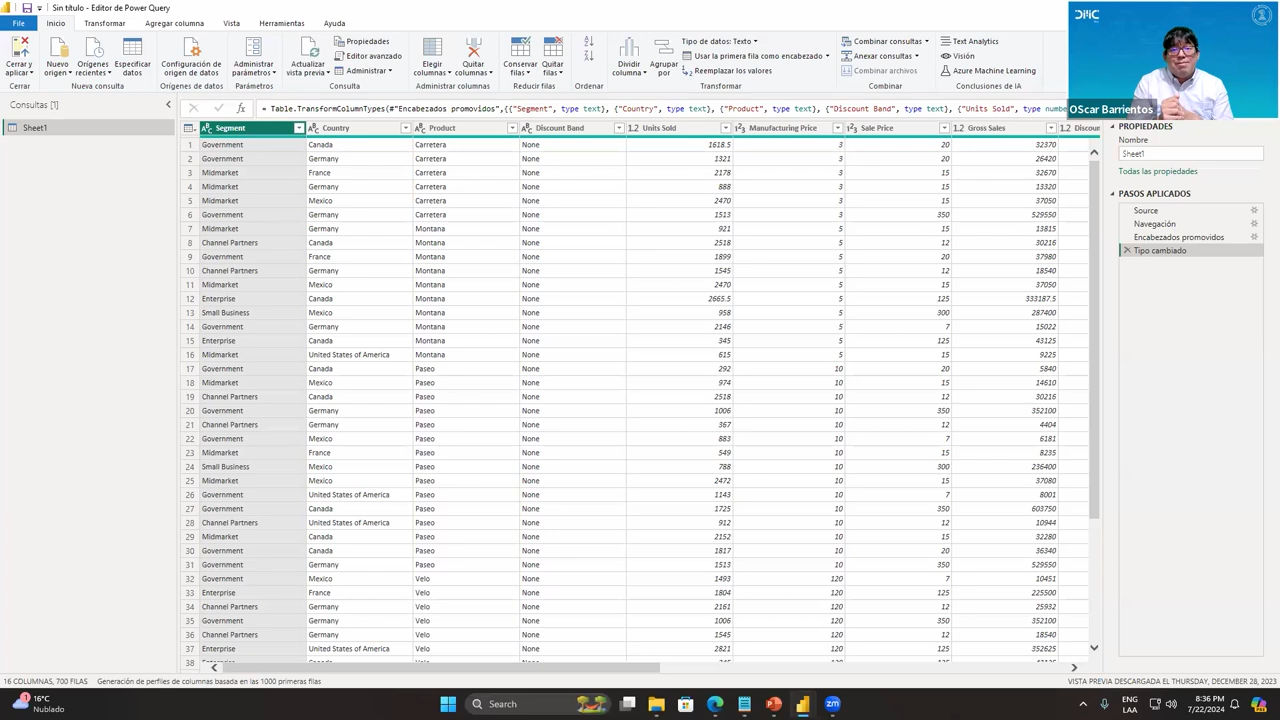 Sin título - Editor de Power Query
File Inicio Transformar Agregar columna Vista Herramientas Ayuda
Cerrar y aplicar
Nuevo origen
Orígenes recientes
Especificar datos
Configuración de origen de datos
Administrar parámetros
Actualizar vista previa
Propiedades
Editor avanzado
Administrar
Elegir columnas
Quitar columnas
Conservar filas
Quitar filas
Dividir columna
Agrupar por
Tipo de datos: Texto
Usar la primera fila como encabezado
Reemplazar los valores
Combinar consultas
Anexar consultas
Combinar archivos
Text Analytics
Visión
Azure Machine Learning
Cerrar Nueva consulta Orígenes de datos Parámetros Consulta Administrar columnas Reducir filas Ordenar Transformar Combinar Conclusiones de IA
DMC
OScar Barrientos
Consultas [1]
Sheet1
= Table.TransformColumnTypes(#"Encabezados promovidos",{{"Segment", type text}, {"Country", type text}, {"Product", type text}, {"Discount Band", type text}, {"Units Sold", type numbe
Segment Country Product Discount Band 1.2 Units Sold Manufacturing Price Sale Price 1.2 Gross Sales 1.2 Discou
1 Government Canada Carretera None 1618.5 3 20 32370
2 Government Germany Carretera None 1321 3 20 26420
3 Midmarket France Carretera None 2178 3 15 32670
4 Midmarket Germany Carretera None 888 3 15 13320
5 Midmarket Mexico Carretera None 2470 3 15 37050
6 Government Germany Carretera None 1513 3 350 529550
7 Midmarket Germany Montana None 921 5 15 13815
8 Channel Partners Canada Montana None 2518 5 12 30216
9 Government France Montana None 1899 5 20 37980
10 Channel Partners Germany Montana None 1545 5 12 18540
11 Midmarket Mexico Montana None 2470 5 15 37050
12 Enterprise Canada Montana None 2665.5 5 125 333187.5
13 Small Business Mexico Montana None 958 5 300 287400
14 Government Germany Montana None 2146 5 7 15022
15 Enterprise Canada Montana None 345 5 125 43125
16 Midmarket United States of America Montana None 615 5 15 9225
17 Government Canada Paseo None 292 10 20 5840
18 Midmarket Mexico Paseo None 974 10 15 14610
19 Channel Partners Canada Paseo None 2518 10 12 30216
20 Government Germany Paseo None 1006 10 350 352100
21 Channel Partners Germany Paseo None 367 10 12 4404
22 Government Mexico Paseo None 883 10 7 6181
23 Midmarket France Paseo None 549 10 15 8235
24 Small Business Mexico Paseo None 788 10 300 236400
25 Midmarket Mexico Paseo None 2472 10 15 37080
26 Government United States of America Paseo None 1143 10 7 8001
27 Government Canada Paseo None 1725 10 350 603750
28 Channel Partners United States of America Paseo None 912 10 12 10944
29 Midmarket Canada Paseo None 2152 10 15 32280
30 Government Canada Paseo None 1817 10 20 36340
31 Government Germany Paseo None 1513 10 350 529550
32 Government Mexico Velo None 1493 120 7 10451
33 Enterprise France Velo None 1804 120 125 225500
34 Channel Partners Germany Velo None 2161 120 12 25932
35 Government Germany Velo None 1006 120 350 352100
36 Channel Partners Germany Velo None 1545 120 12 18540
37 Enterprise United States of America Velo None 2821 120 125 352625
38
PROPIEDADES
Nombre
Sheet1
Todas las propiedades
PASOS APLICADOS
Source
Navegación
Encabezados promovidos
Tipo cambiado
16 COLUMNS, 700 FILAS Generación de perfiles de columnas basada en las 1000 primeras filas VISTA PREVIA DESCARGADA EL THURSDAY, DECEMBER 28, 2023
16°C
Nublado
Search
ENG
LAA
8:36 PM
7/22/2024